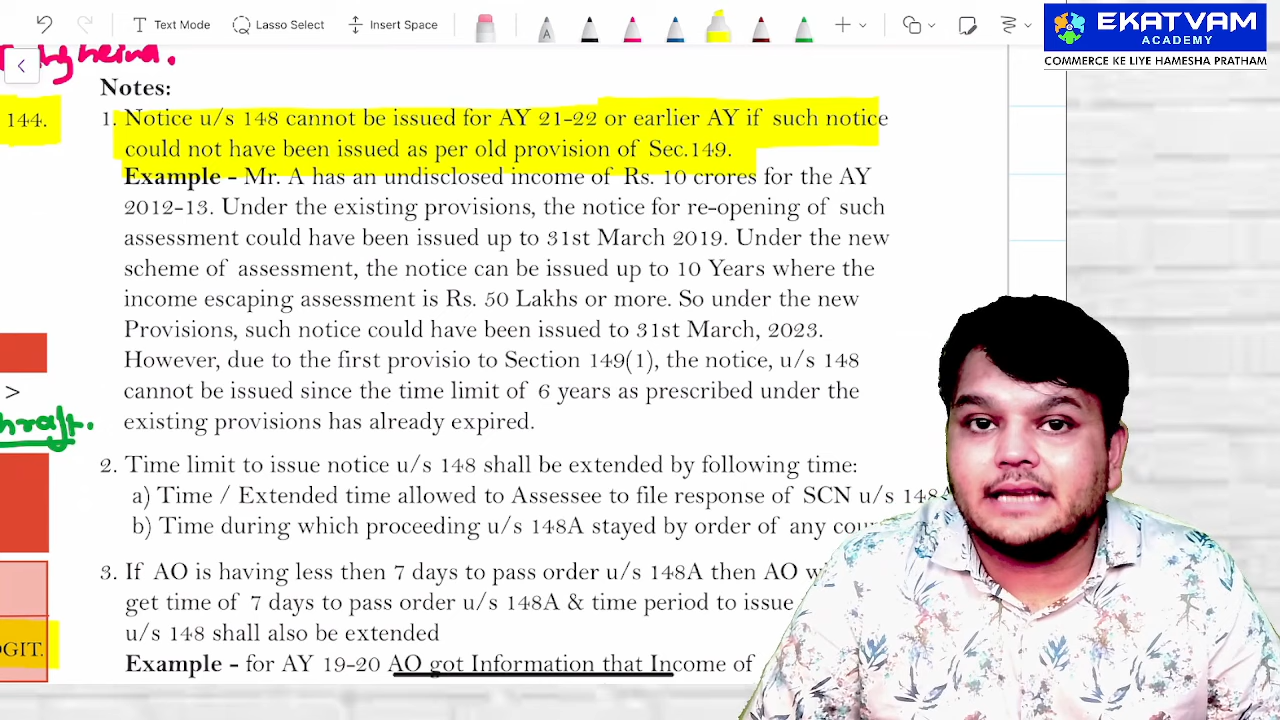 Text Mode Lasso Select Insert Space
A
EKATVAM
ACADEMY
COMMERCE KE LIYE HAMESHA PRATHAM
Notes:
144.
1. Notice u/s 148 cannot be issued for AY 21-22 or earlier AY if such notice
could not have been issued as per old provision of Sec.149.
Example - Mr. A has an undisclosed income of Rs. 10 crores for the AY
2012-13. Under the existing provisions, the notice for re-opening of such
assessment could have been issued up to 31st March 2019. Under the new
scheme of assessment, the notice can be issued up to 10 Years where the
income escaping assessment is Rs. 50 Lakhs or more. So under the new
Provisions, such notice could have been issued to 31st March, 2023.
However, due to the first provisio to Section 149(1), the notice, u/s 148
>
cannot be issued since the time limit of 6 years as prescribed under the
existing provisions has already expired.
2. Time limit to issue notice u/s 148 shall be extended by following time:
a) Time / Extended time allowed to Assessee to file response of SCN u/s 148A
b) Time during which proceeding u/s 148A stayed by order of any
3. If AO is having less then 7 days to pass order u/s 148A then AO
get time of 7 days to pass order u/s 148A & time period to issue
u/s 148 shall also be extended
Example - for AY 19-20 AO got Information that Income of